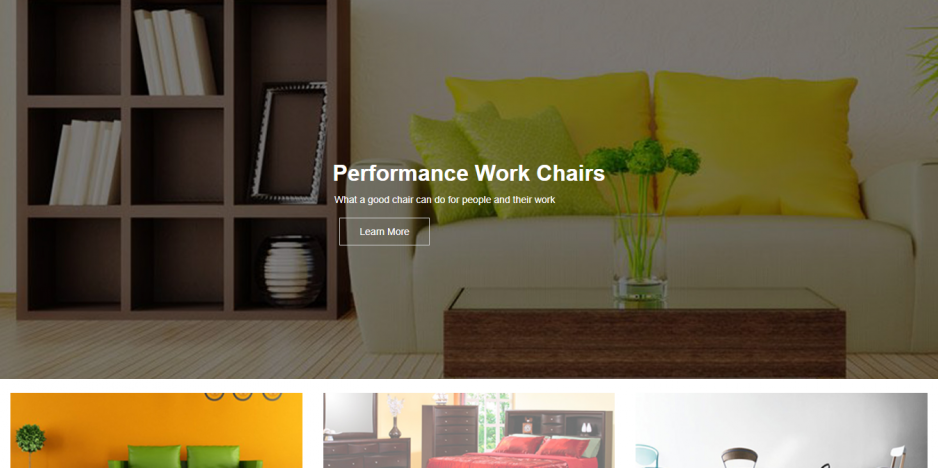 Performance Work Chairs
What a good chair can do for people and their work
Learn More